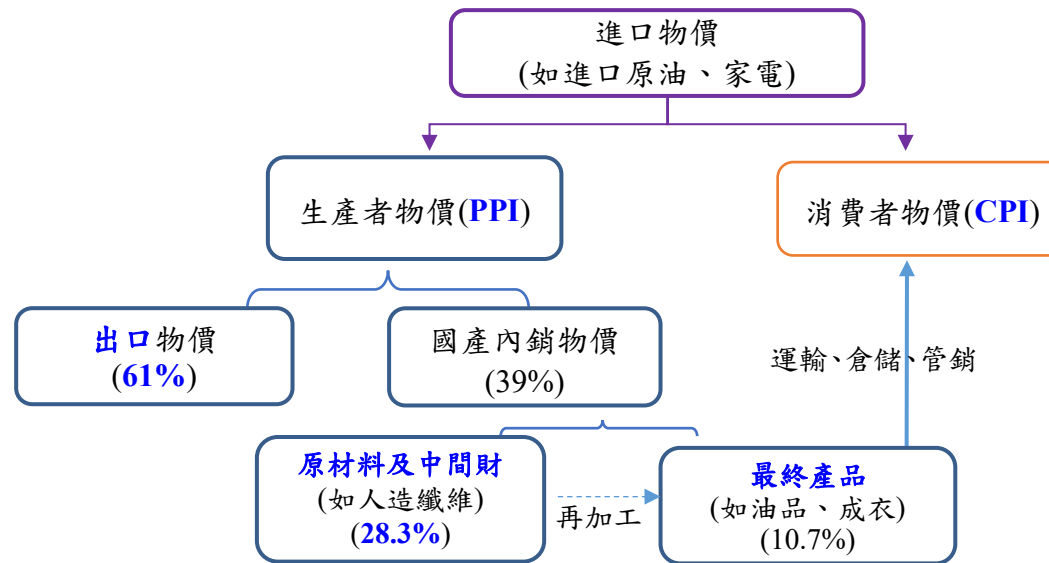 進口物價
(如進口原油、家電)
生產者物價(PPI)
消費者物價(CPI)
出口物價
(61%)
國產內銷物價
(39%)
運輸、倉儲、管銷
原材料及中間財
(如人造纖維)
(28.3%)
再加工
最終產品
(如油品、成衣)
(10.7%)